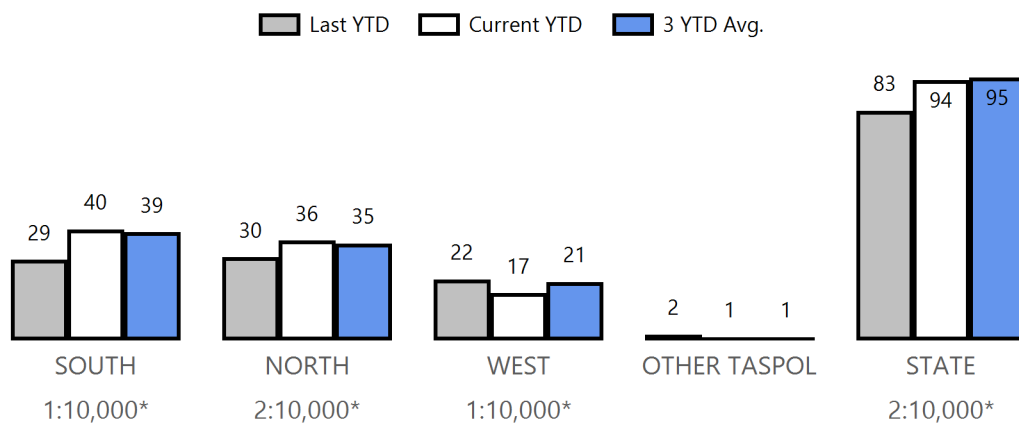 Last YTD Current YTD 3 YTD Avg.
83
94 95
29 40 39
30 36 35
22 17 21
2 1 1
SOUTH NORTH WEST OTHER TASPOL STATE
1:10,000* 2:10,000* 1:10,000* 2:10,000*